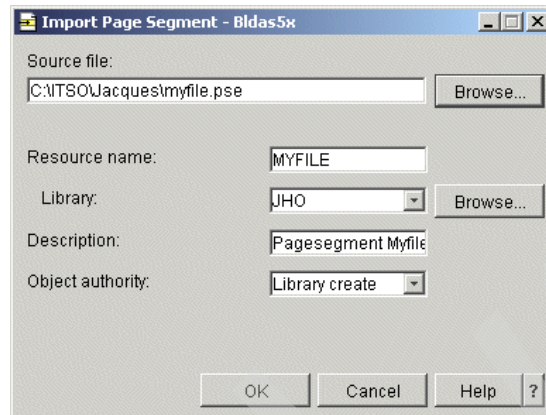 Import Page Segment - Bldas5x
Source file:
C:\ITSO\Jacques\myfile.pse
Browse...
Resource name:
MYFILE
Library:
JHO
Browse...
Description:
Pagesegment Myfile
Object authority:
Library create
OK
Cancel
Help
?